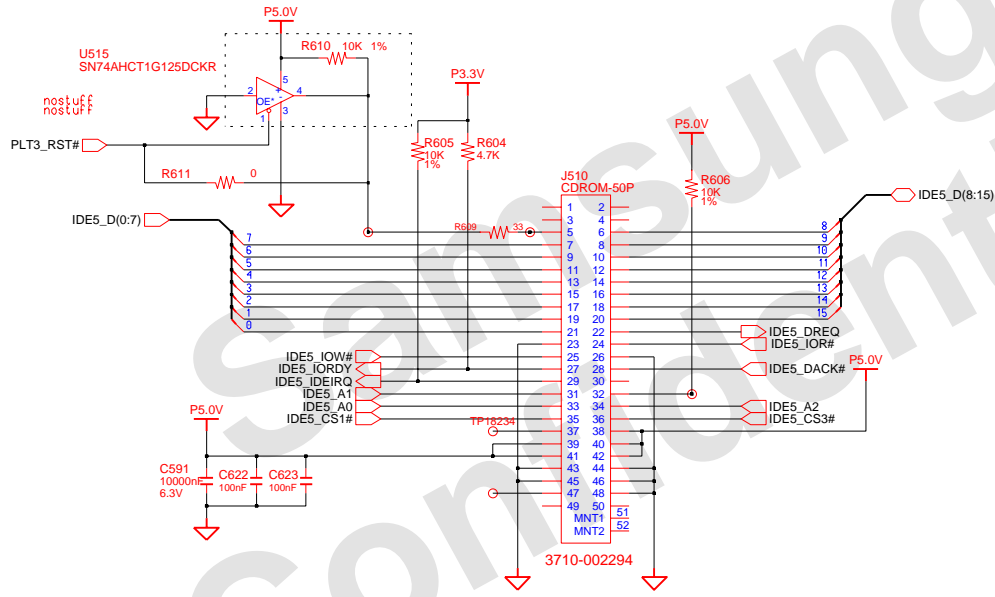 P5.0V
R610 10K 1%
U515
SN74AHCT1G125DCKR
5
2
+
-
4
OE*
3
1
nostuff
nostuff
PLT3_RST#
R611 0
P3.3V
R605
10K
1%
R604
4.7K
P5.0V
R606
10K
1%
J510
CDROM-50P
IDE5_D(0:7)
IDE5_D(8:15)
R609 33
1 2
3 4
5 6 8
7 7 8 9
6 9 10 10
5 11 12 11
4 13 14 12
3 15 16 13
2 17 18 14
1 19 20 15
0 21 22 IDE5_DREQ
23 24 IDE5_IOR#
IDE5_IOW# 25 26 P5.0V
IDE5_IORDY 27 28 IDE5_DACK#
IDE5_IDEIRQ 29 30
IDE5_A1 31 32
IDE5_A0 33 34 IDE5_A2
IDE5_CS1# 35 36 IDE5_CS3#
P5.0V
TP18234
37 38
39 40
41 42
43 44
45 46
47 48
49 50
MNT1 51
MNT2 52
C591
10000nF
6.3V
C622
100nF
C623
100nF
3710-002294
Samsung
Confident